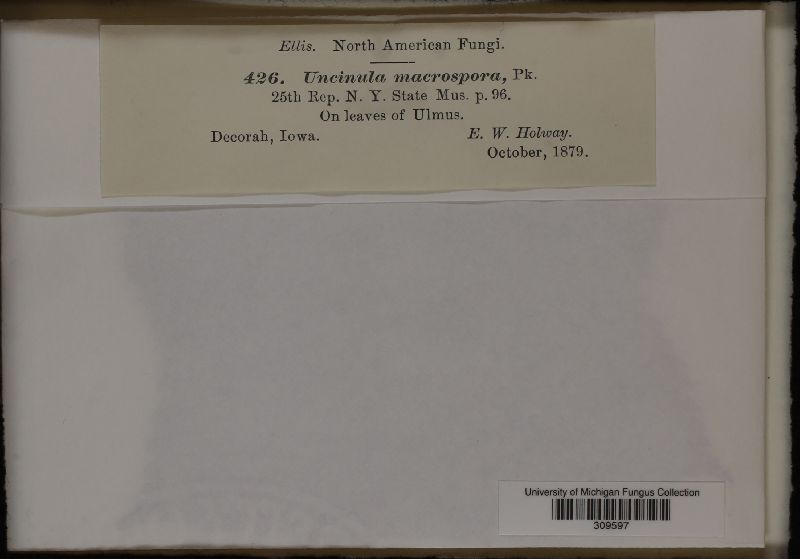 Ellis. North American Fungi.
426. Uncinula macrospora, Pk.
25th Rep. N. Y. State Mus. p. 96.
On leaves of Ulmus.
Decorah, Iowa. E. W. Holway.
October, 1879.
University of Michigan Fungus Collection
309597